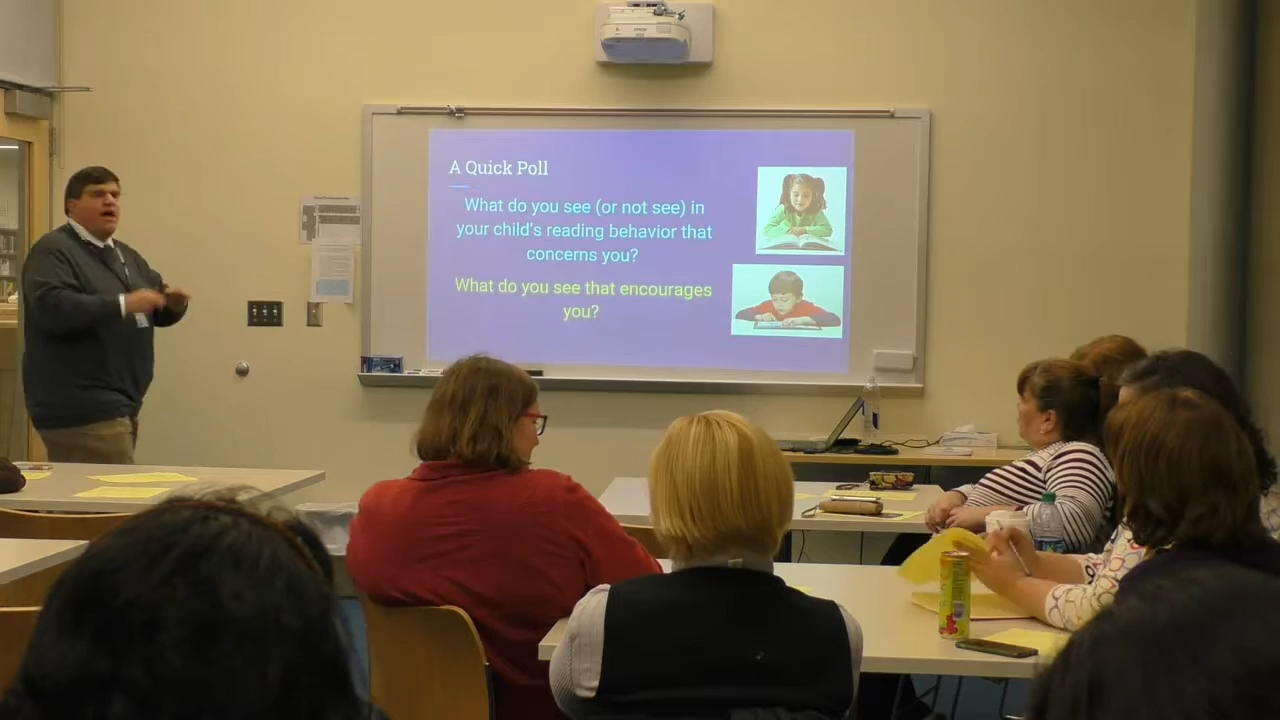 EPSON
A Quick Poll
What do you see (or not see) in
your child's reading behavior that
concerns you?
What do you see that encourages
you?